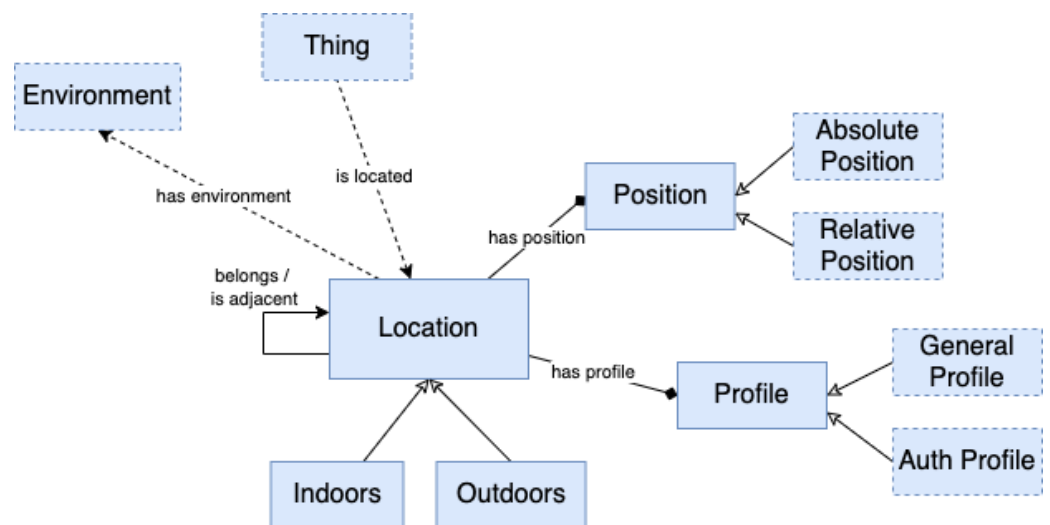 Thing
Environment
Absolute
Position
is located
has environment
Position
Relative
Position
has position
belongs /
is adjacent
Location
General
Profile
has profile
Profile
Auth Profile
Indoors
Outdoors